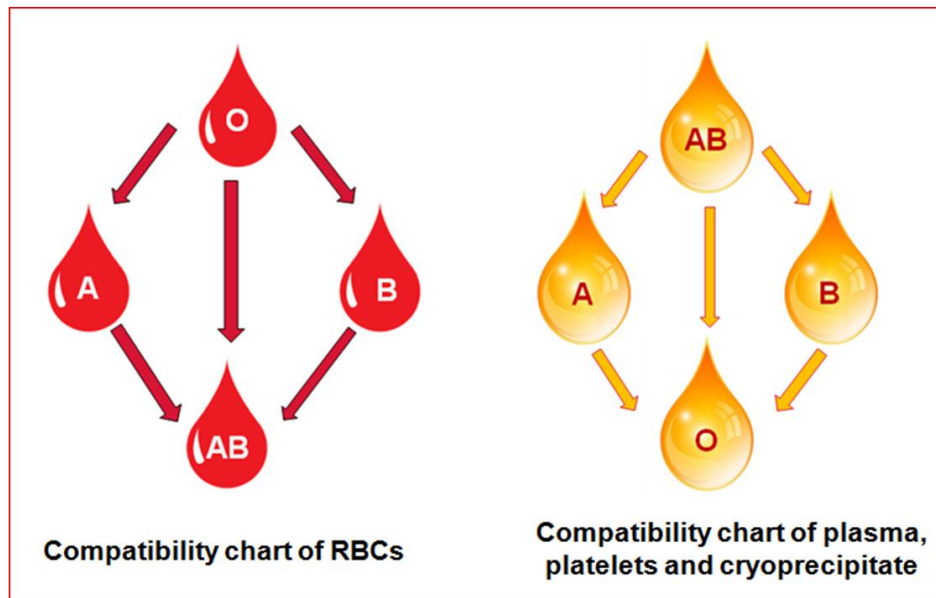 O
A
B
AB
Compatibility chart of RBCs
AB
A
B
O
Compatibility chart of plasma,
platelets and cryoprecipitate